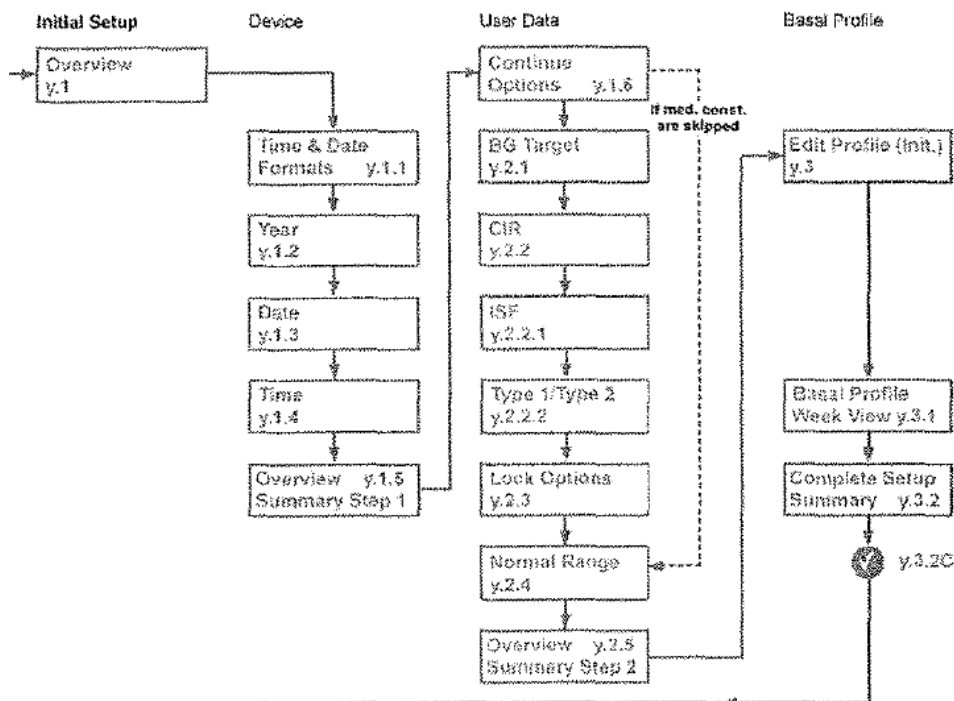 Initial Setup
Device
User Data
Basal Profile
Overview
y.1
Time & Date
Formats y.1.1
Year
y.1.2
Date
y.1.3
Time
y.1.4
Overview y.1.5
Summary Step 1
Continue
Options y.1.6
If med. const.
are skipped
BG Target
y.2.1
CIR
y.2.2
ISF
y.2.2.1
Type 1/Type 2
y.2.2.2
Lock Options
y.2.3
Normal Range
y.2.4
Overview y.2.5
Summary Step 2
Edit Profile (Init.)
y.3
Basal Profile
Week View y.3.1
Complete Setup
Summary y.3.2
y.3.2C